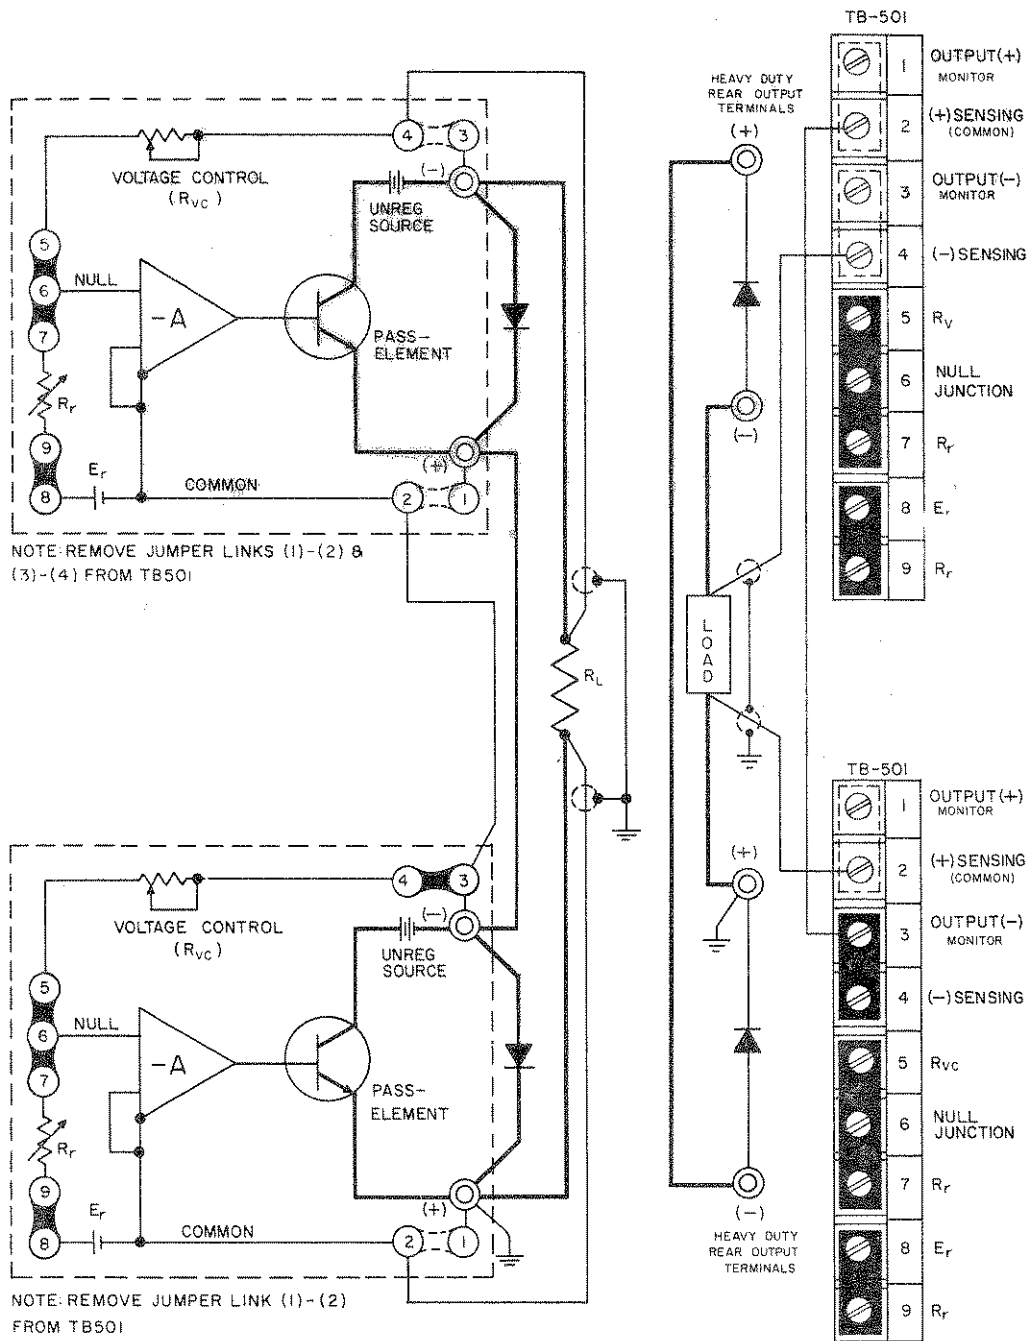 4
3
VOLTAGE CONTROL
(RVC)
(-)
UNREG
SOURCE
5
6
NULL
7
-A
PASS-
ELEMENT
Rr
9
8
Er
COMMON
(+)
2
1
NOTE: REMOVE JUMPER LINKS (1)-(2) &
(3)-(4) FROM TB501
RL
4
3
VOLTAGE CONTROL
(RVC)
(-)
UNREG
SOURCE
5
6
NULL
7
-A
PASS-
ELEMENT
Rr
9
8
Er
COMMON
(+)
2
1
NOTE: REMOVE JUMPER LINK (1)-(2)
FROM TB501
HEAVY DUTY
REAR OUTPUT
TERMINALS
(+)
(-)
LOAD
(+)
(-)
HEAVY DUTY
REAR OUTPUT
TERMINALS
TB-501
1 OUTPUT(+)
MONITOR
2 (+)SENSING
(COMMON)
3 OUTPUT(-)
MONITOR
4 (-)SENSING
5 RV
6 NULL
JUNCTION
7 Rr
8 Er
9 Rr
TB-501
1 OUTPUT(+)
MONITOR
2 (+)SENSING
(COMMON)
3 OUTPUT(-)
MONITOR
4 (-)SENSING
5 RVC
6 NULL
JUNCTION
7 Rr
8 Er
9 Rr